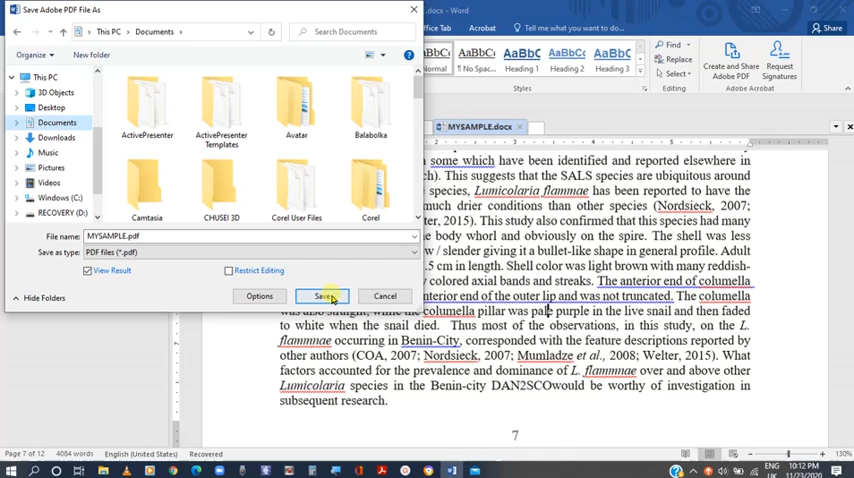 Save Adobe PDF File As
.docx - Word
This PC > Documents >
Search Documents
ce Tab
Acrobat
Tell me what you want to do...
Share
Organize
New folder
This PC
3D Objects
Desktop
Documents
Downloads
Music
Pictures
Videos
Windows (C:)
RECOVERY (D:)
ActivePresenter
ActivePresenter Templates
Avatar
Balabolka
Camtasia
CHUSEI 3D
Corel User Files
Corel
File name:
MYSAMPLE.pdf
Save as type:
PDF files (*.pdf)
View Result
Restrict Editing
Hide Folders
Options
Save
Cancel
AaBbC
AaBbCc
Normal
¶ No Spac...
Heading 1
Heading 2
Heading 3
Styles
Find
Replace
Select
Editing
Create and Share Adobe PDF
Request Signatures
Adobe Acrobat
MYSAMPLE.docx
some which have been identified and reported elsewhere in
ch). This suggests that the SALS species are ubiquitous around
e species, Lumicolaria flammae has been reported to have the
much drier conditions than other species (Nordsieck, 2007;
ter, 2015). This study also confirmed that this species had many
the body whorl and obviously on the spire. The shell was less
w / slender giving it a bullet-like shape in general profile. Adult
.5 cm in length. Shell color was light brown with many reddish-
y colored axial bands and streaks. The anterior end of columella
nterior end of the outer lip and was not truncated. The columella
was also straight, while the columella pillar was pale purple in the live snail and then faded
to white when the snail died. Thus most of the observations, in this study, on the L.
flammnae occurring in Benin-City, corresponded with the feature descriptions reported by
other authors (COA, 2007; Nordsieck, 2007; Mumladze et al., 2008; Welter, 2015). What
factors accounted for the prevalence and dominance of L. flammnae over and above other
Lumicolaria species in the Benin-city DAN2SCOwould be worthy of investigation in
subsequent research.
7
Page 7 of 12
4084 words
English (United States)
Recovered
130%
ENG
UK
10:12 PM
11/23/2020